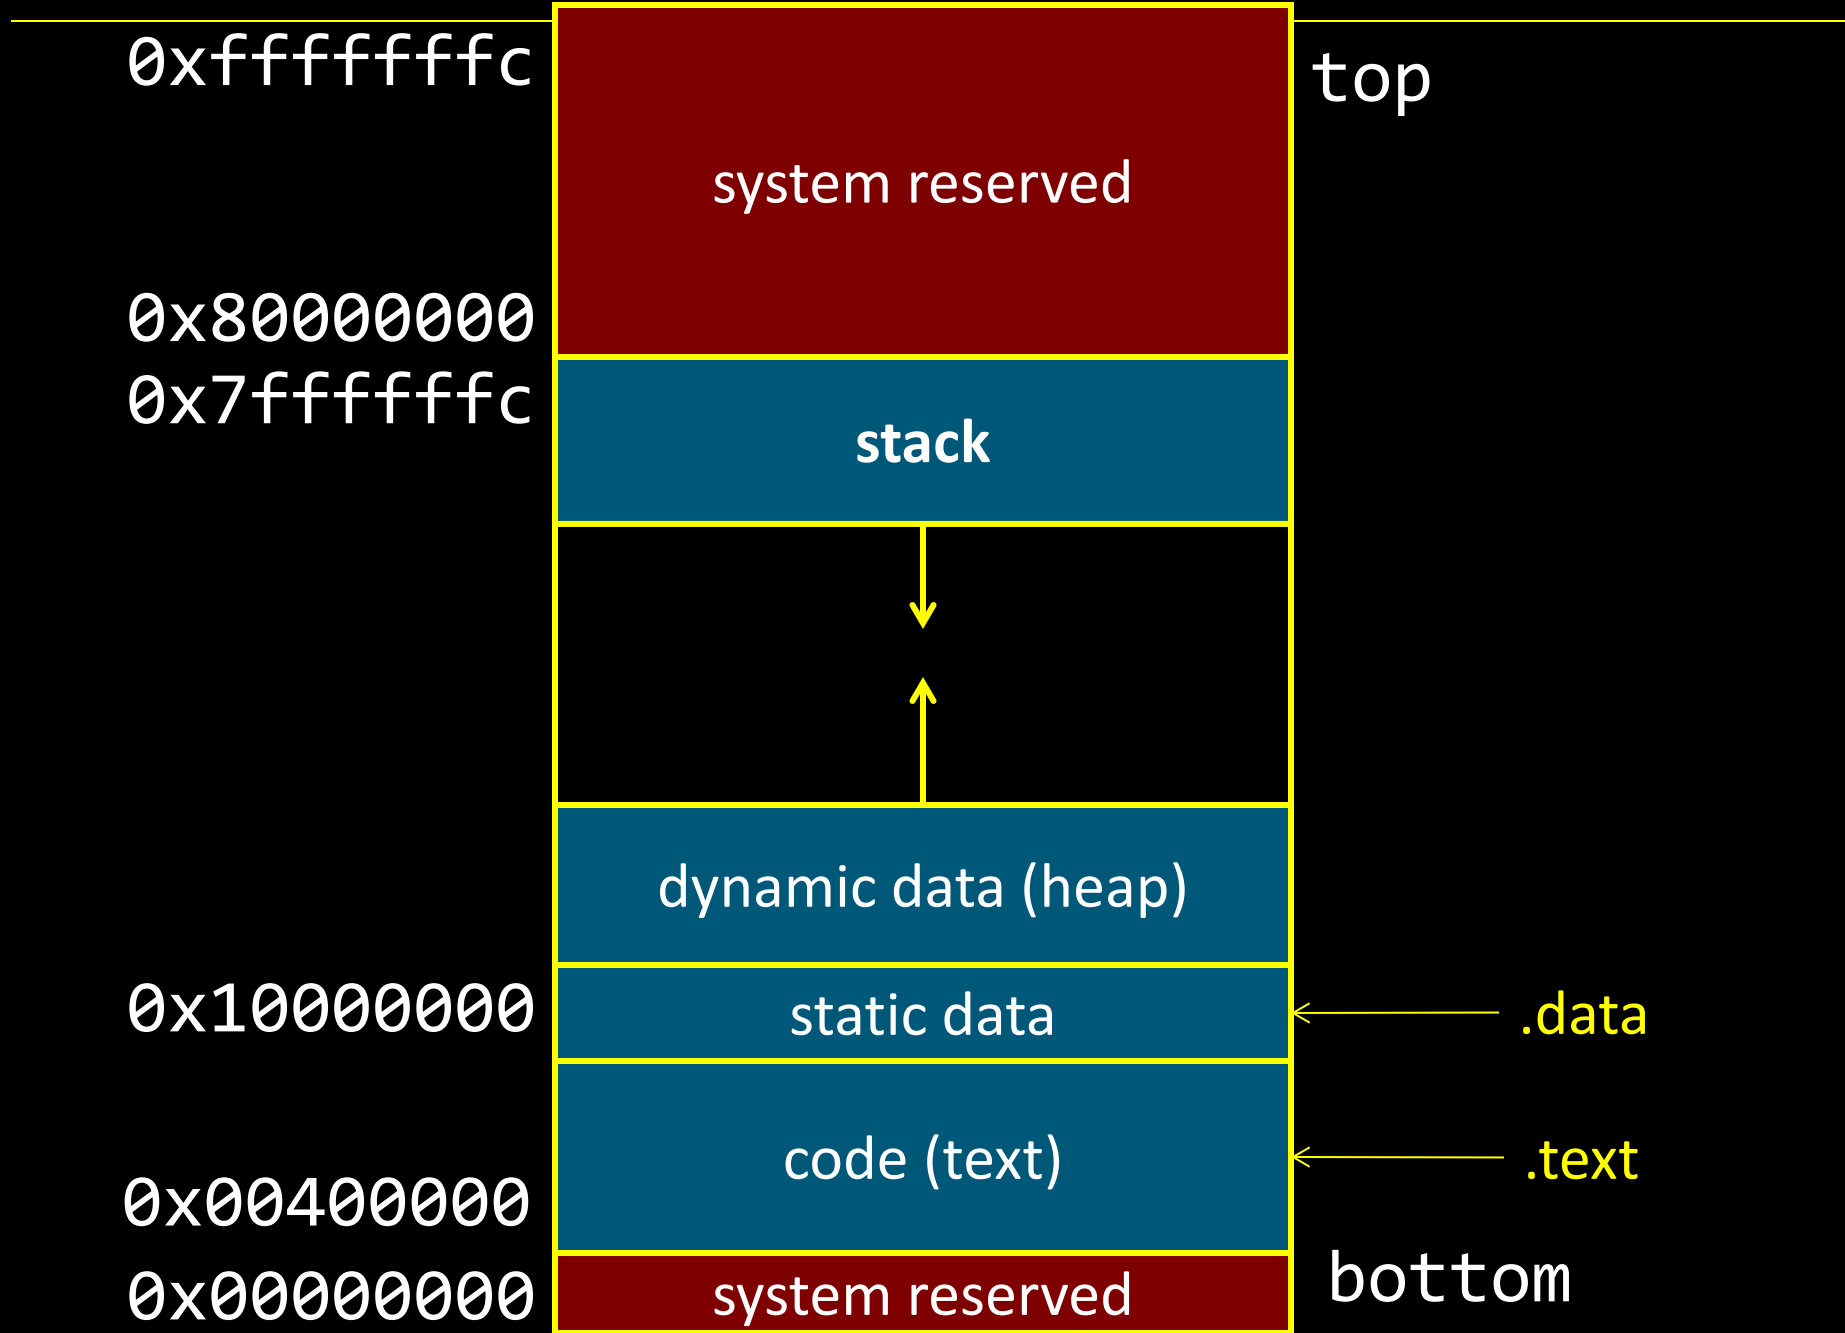 0xfffffffc
top
system reserved
0x80000000
0x7ffffffc
stack
dynamic data (heap)
0x10000000
static data
.data
code (text)
.text
0x00400000
bottom
0x00000000
system reserved